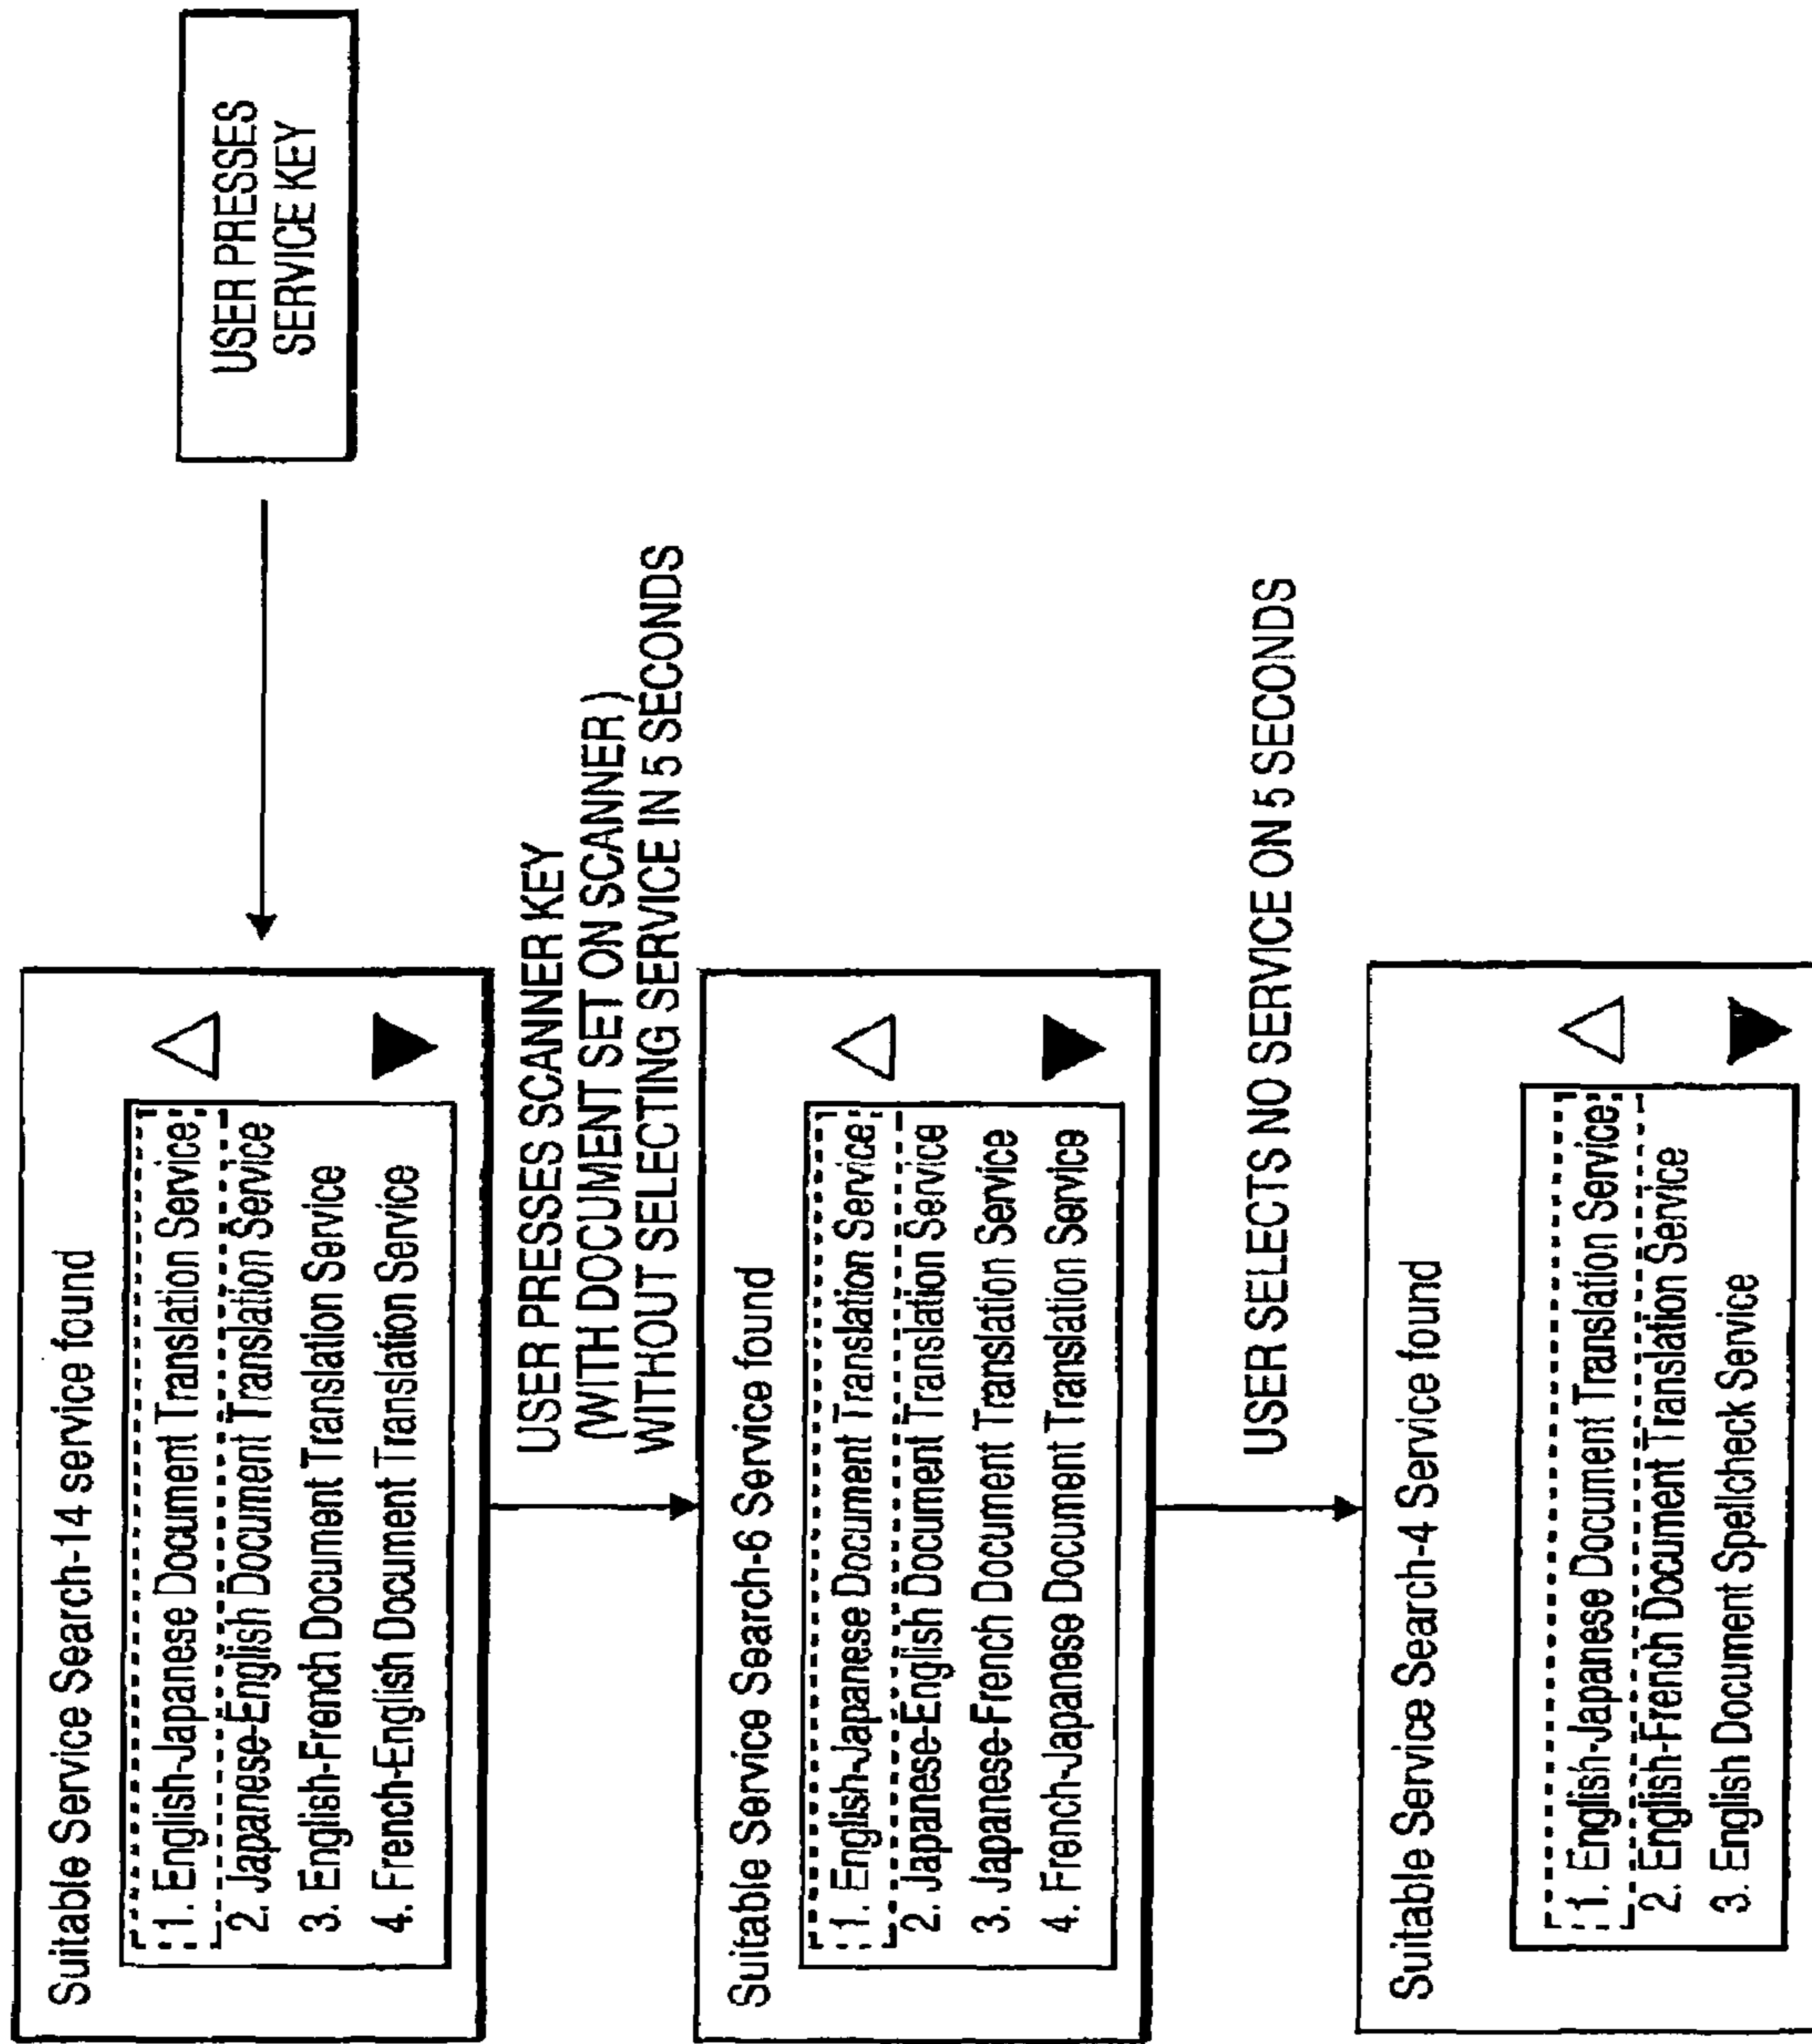 USER PRESSES
SERVICE KEY
Suitable Service Search-14 service found
1. English-Japanese Document Translation Service
2. Japanese-English Document Translation Service
3. English-French Document Translation Service
4. French-English Document Translation Service
USER PRESSES SCANNER KEY
(WITH DOCUMENT SET ON SCANNER)
WITHOUT SELECTING SERVICE IN 5 SECONDS
Suitable Service Search-6 Service found
1. English-Japanese Document Translation Service
2. Japanese-English Document Translation Service
3. Japanese-French Document Translation Service
4. French-Japanese Document Translation Service
USER SELECTS NO SERVICE ON 5 SECONDS
Suitable Service Search-4 Service found
1. English-Japanese Document Translation Service
2. English-French Document Translation Service
3. English Document Spellcheck Service